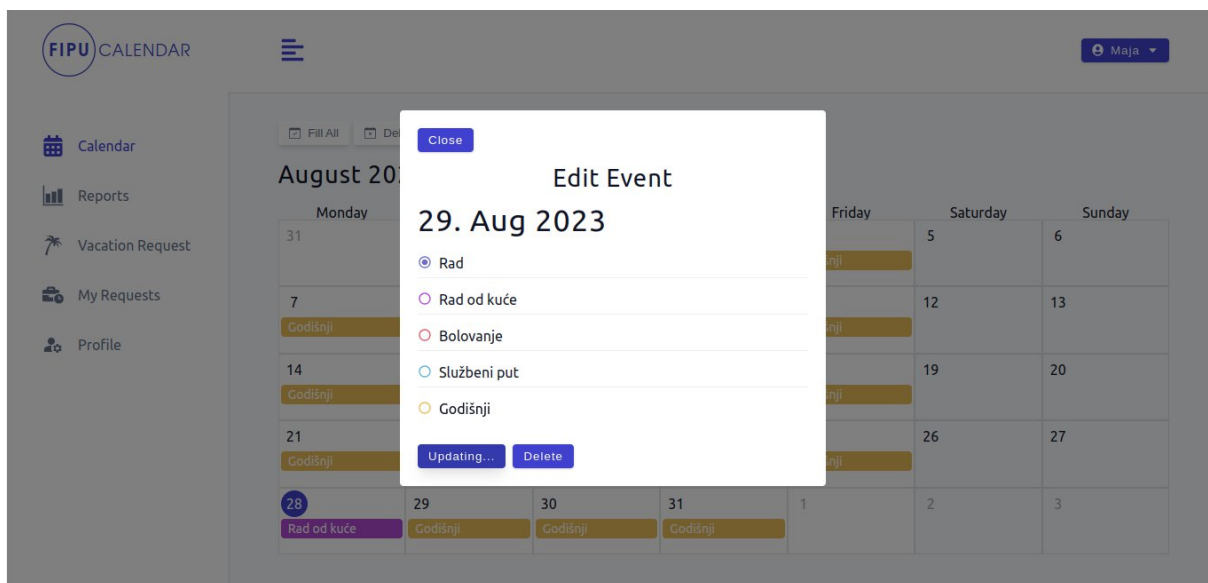 FIPU CALENDAR
Maja
Calendar
Reports
Vacation Request
My Requests
Profile
Fill All
August
Monday Friday Saturday Sunday
31 5 6
7 12 13
Godišnji
14 19 20
Godišnji
21 26 27
Godišnji
28 29 30 31 1 2 3
Rad od kuće Godišnji Godišnji Godišnji
Close
Edit Event
29. Aug 2023
Rad
Rad od kuće
Bolovanje
Službeni put
Godišnji
Updating... Delete